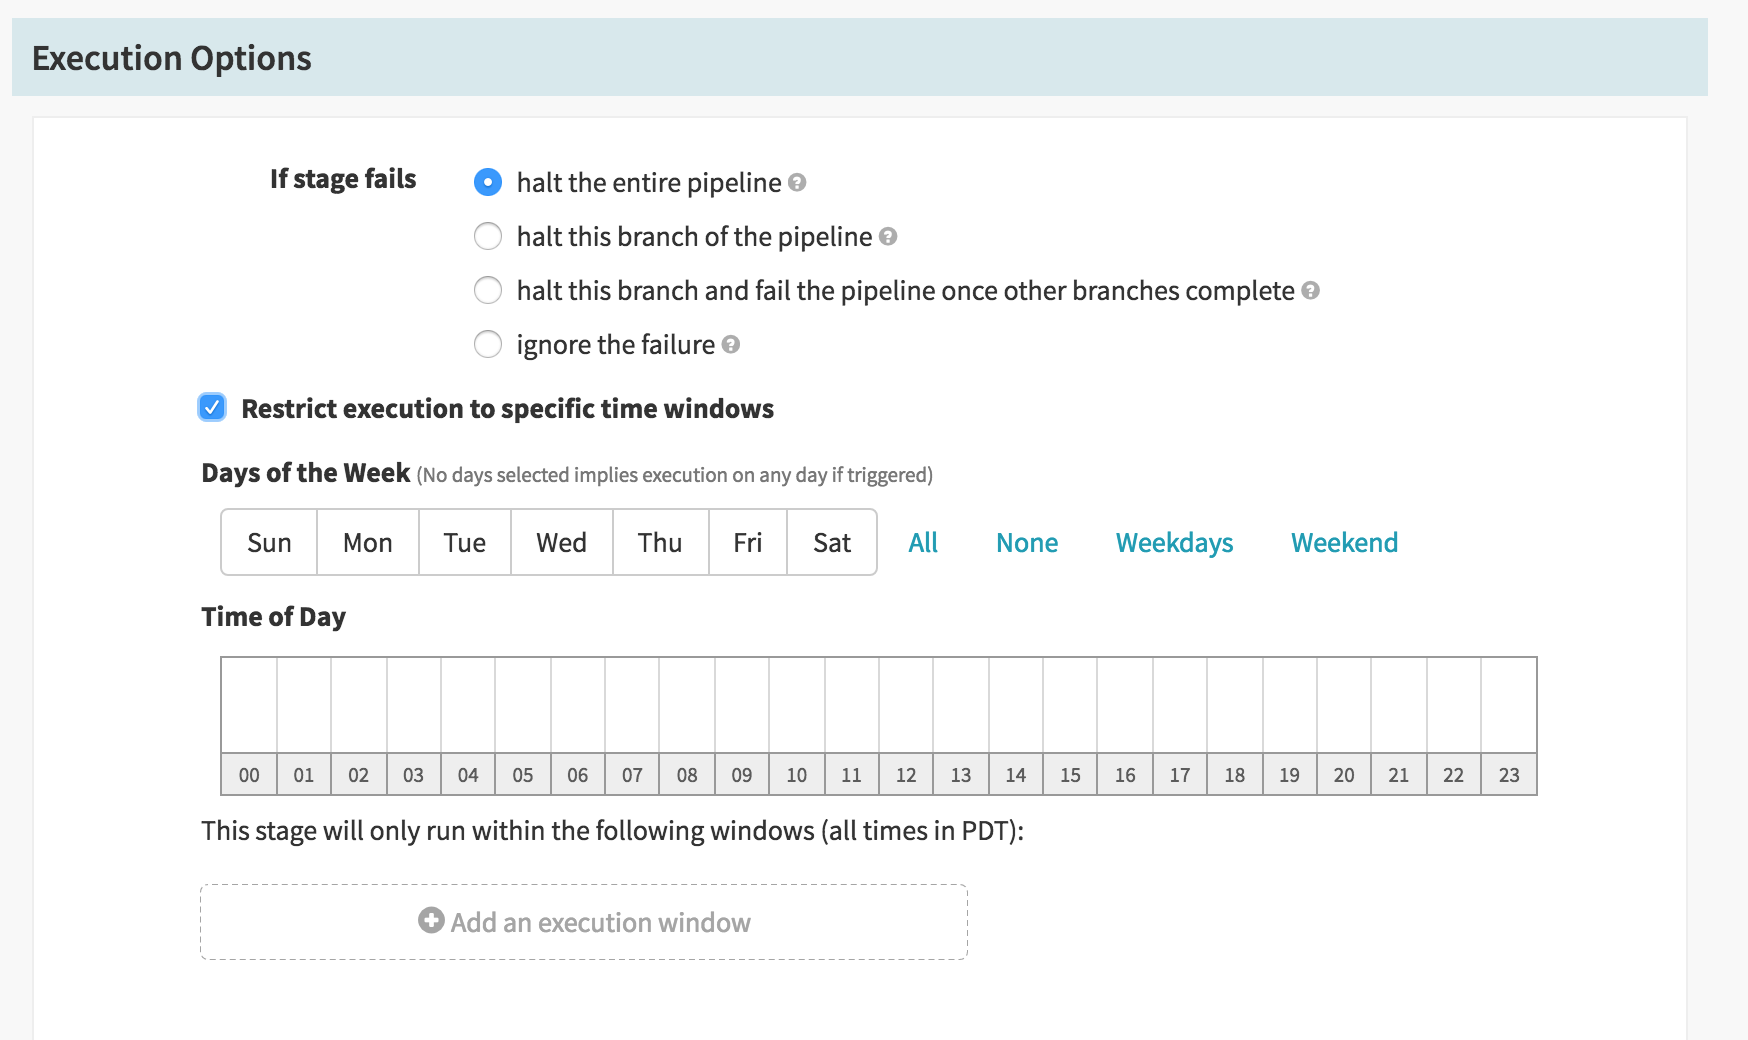 Execution Options
If stage fails
halt the entire pipeline
halt this branch of the pipeline
halt this branch and fail the pipeline once other branches complete
ignore the failure
Restrict execution to specific time windows
Days of the Week (No days selected implies execution on any day if triggered)
Sun Mon Tue Wed Thu Fri Sat All None Weekdays Weekend
Time of Day
00 01 02 03 04 05 06 07 08 09 10 11 12 13 14 15 16 17 18 19 20 21 22 23
This stage will only run within the following windows (all times in PDT):
Add an execution window